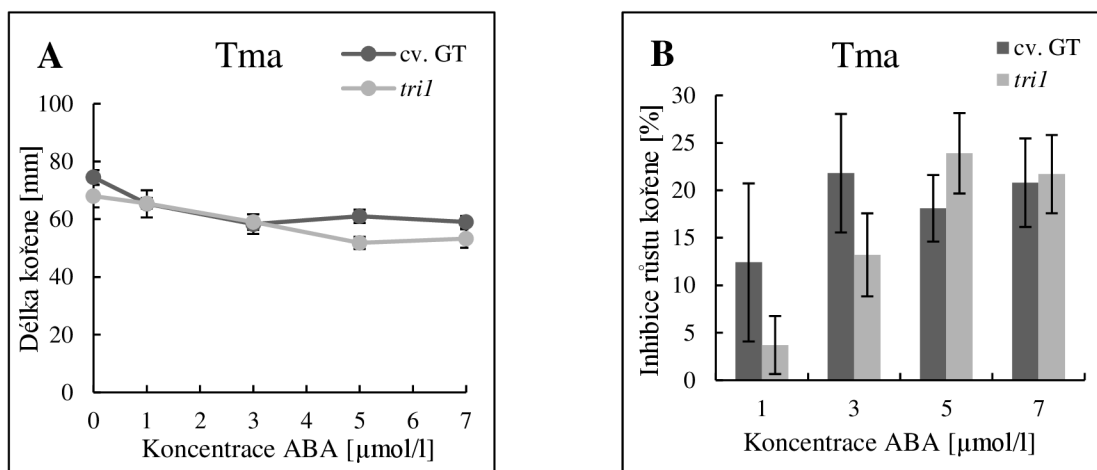 A
Tma
cv. GT
tri1
100
80
60
40
20
0
Délka kořene [mm]
0 1 2 3 4 5 6 7
Koncentrace ABA [µmol/l]
B
Tma
cv. GT
tri1
30
25
20
15
10
5
0
Inhibice růstu kořene [%]
1 3 5 7
Koncentrace ABA [µmol/l]